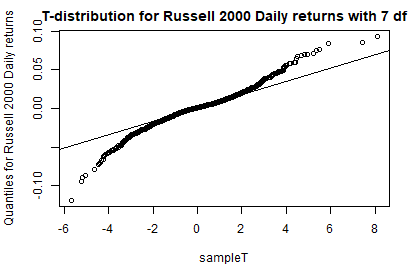 T-distribution for Russell 2000 Daily returns with 7 df
Quantiles for Russell 2000 Daily returns
0.10
0.05
0.00
-0.10
-6 -4 -2 0 2 4 6 8
sampleT